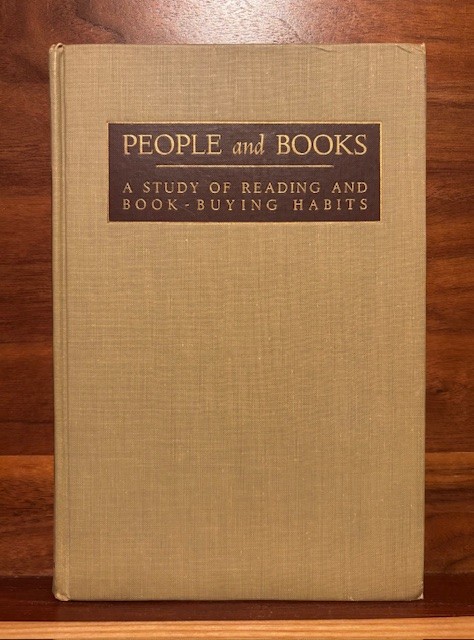 PEOPLE and BOOKS
A STUDY OF READING AND
BOOK-BUYING HABITS